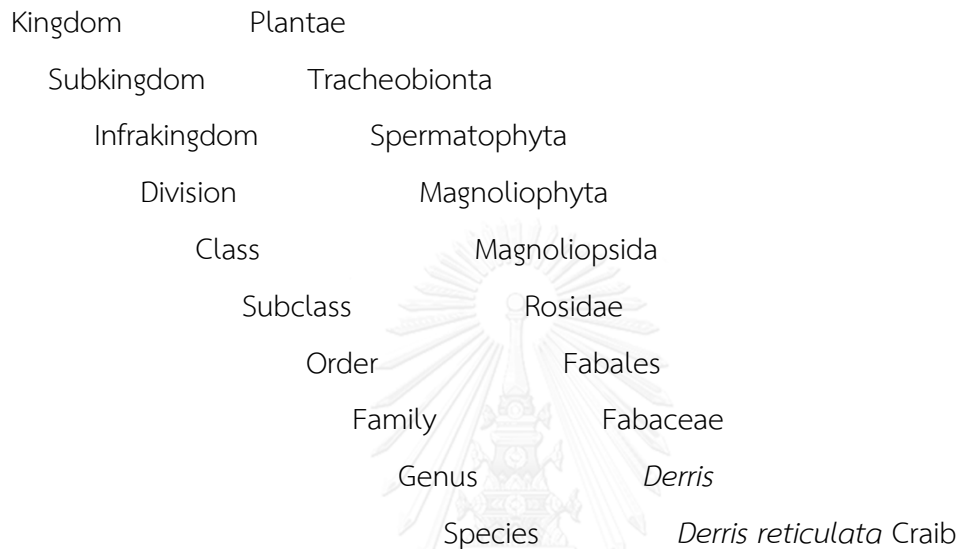 Kingdom Plantae
Subkingdom Tracheobionta
Infrakingdom Spermatophyta
Division Magnoliophyta
Class Magnoliopsida
Subclass Rosidae
Order Fabales
Family Fabaceae
Genus Derris
Species Derris reticulata Craib